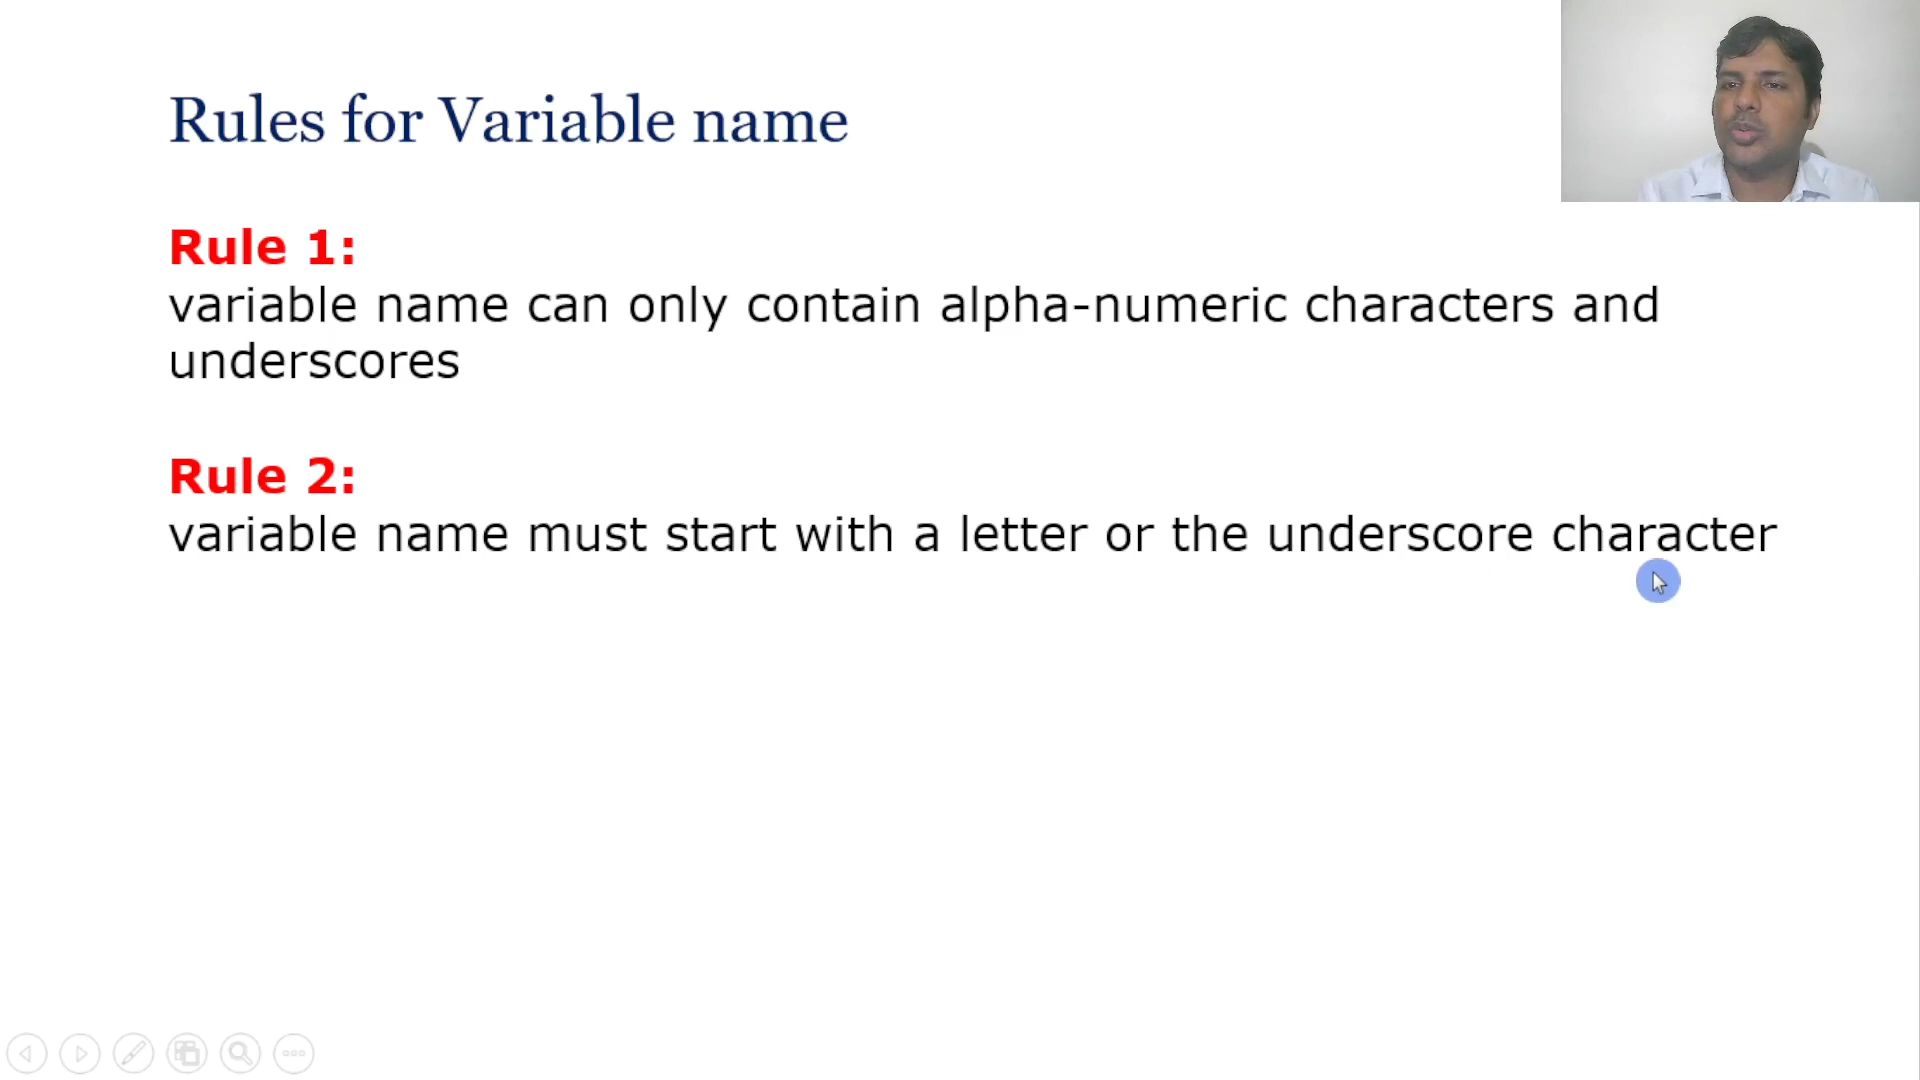 Rules for Variable name
Rule 1:
variable name can only contain alpha-numeric characters and
underscores
Rule 2:
variable name must start with a letter or the underscore character